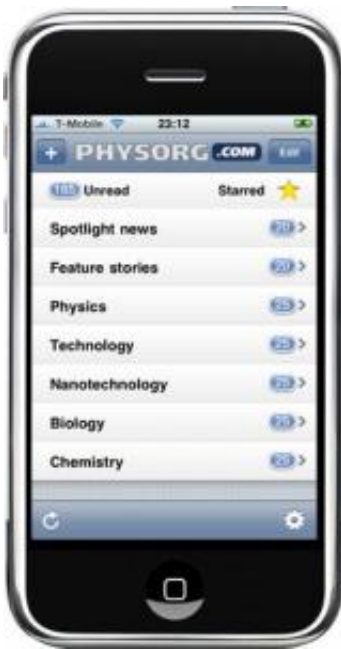 T-Mobile 23:12
+ PHYSORG.COM Edit
Unread Starred
Spotlight news
Feature stories
Physics
Technology
Nanotechnology
Biology
Chemistry